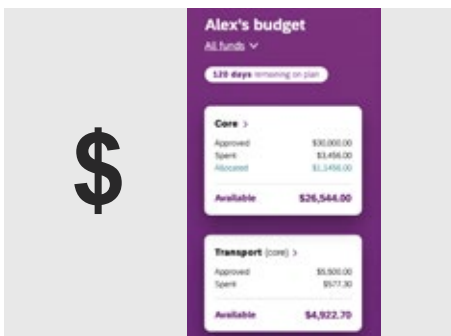 $
Alex's budget
All funds
120 days remaining on plan
Core >
Approved $30,000.00
Spent $3,456.00
Allocated
Available $26,544.00
Transport (core) >
Approved $5,500.00
Spent $577.30
Available $4,922.70